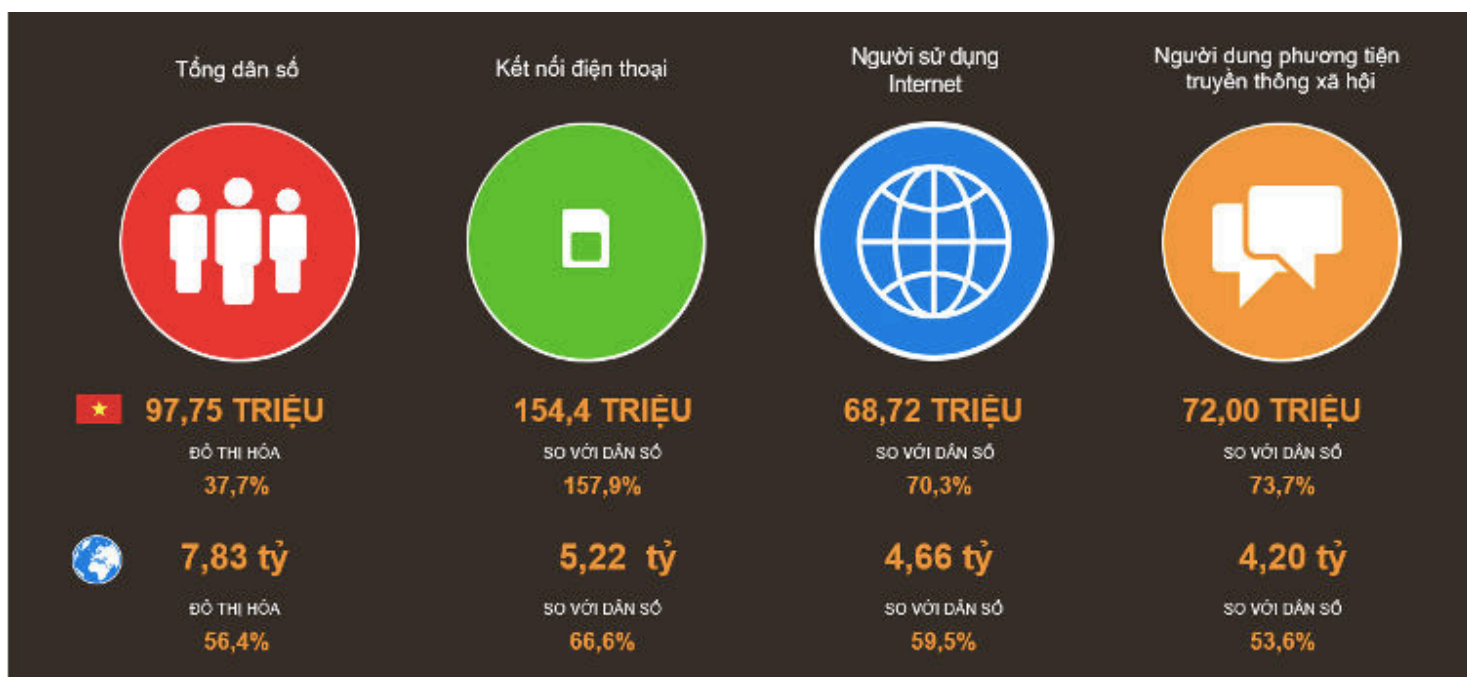 Tổng dân số
Kết nối điện thoại
Người sử dụng
Internet
Người dung phương tiện
truyền thông xã hội
97,75 TRIỆU
154,4 TRIỆU
68,72 TRIỆU
72,00 TRIỆU
ĐÔ THỊ HÓA
SO VỚI DÂN SỐ
SO VỚI DÂN SỐ
SO VỚI DÂN SỐ
37,7%
157,9%
70,3%
73,7%
7,83 tỷ
5,22 tỷ
4,66 tỷ
4,20 tỷ
ĐÔ THỊ HÓA
SO VỚI DÂN SỐ
SO VỚI DÂN SỐ
SO VỚI DÂN SỐ
56,4%
66,6%
59,5%
53,6%